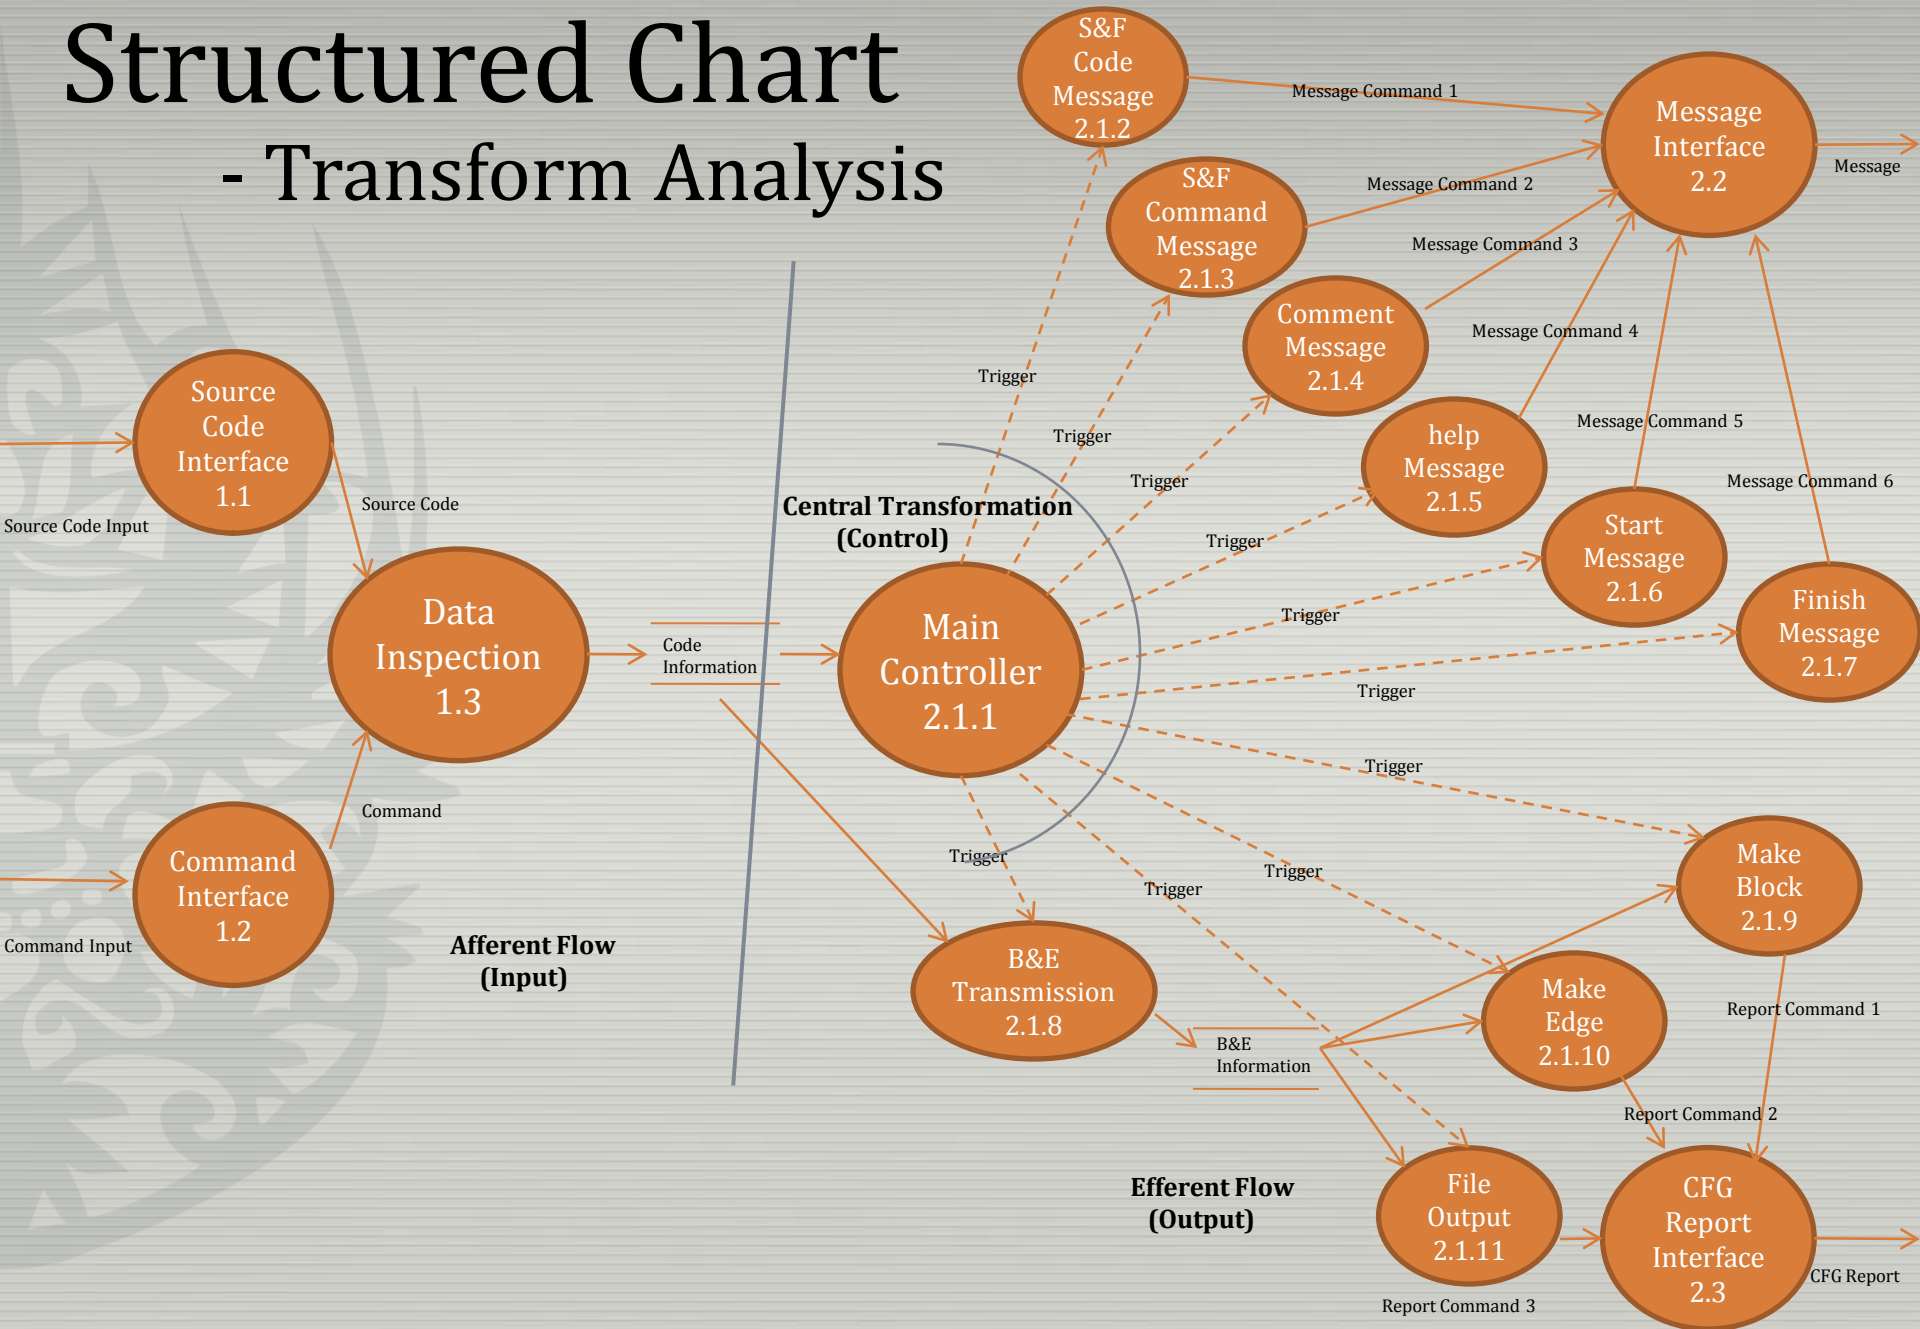 Structured Chart
- Transform Analysis
S&F
Code
Message
2.1.2
Message Command 1
Message
Interface
2.2
Message
S&F
Command
Message
2.1.3
Message Command 2
Message Command 3
Comment
Message
2.1.4
Message Command 4
help
Message
2.1.5
Message Command 5
Start
Message
2.1.6
Message Command 6
Finish
Message
2.1.7
Trigger
Trigger
Trigger
Trigger
Trigger
Trigger
Trigger
Trigger
Trigger
Trigger
Source
Code
Interface
1.1
Source Code Input
Source Code
Data
Inspection
1.3
Code
Information
Central Transformation
(Control)
Main
Controller
2.1.1
Command
Command
Interface
1.2
Command Input
Afferent Flow
(Input)
B&E
Transmission
2.1.8
B&E
Information
Make
Block
2.1.9
Make
Edge
2.1.10
Report Command 1
Report Command 2
Efferent Flow
(Output)
File
Output
2.1.11
Report Command 3
CFG
Report
Interface
2.3
CFG Report